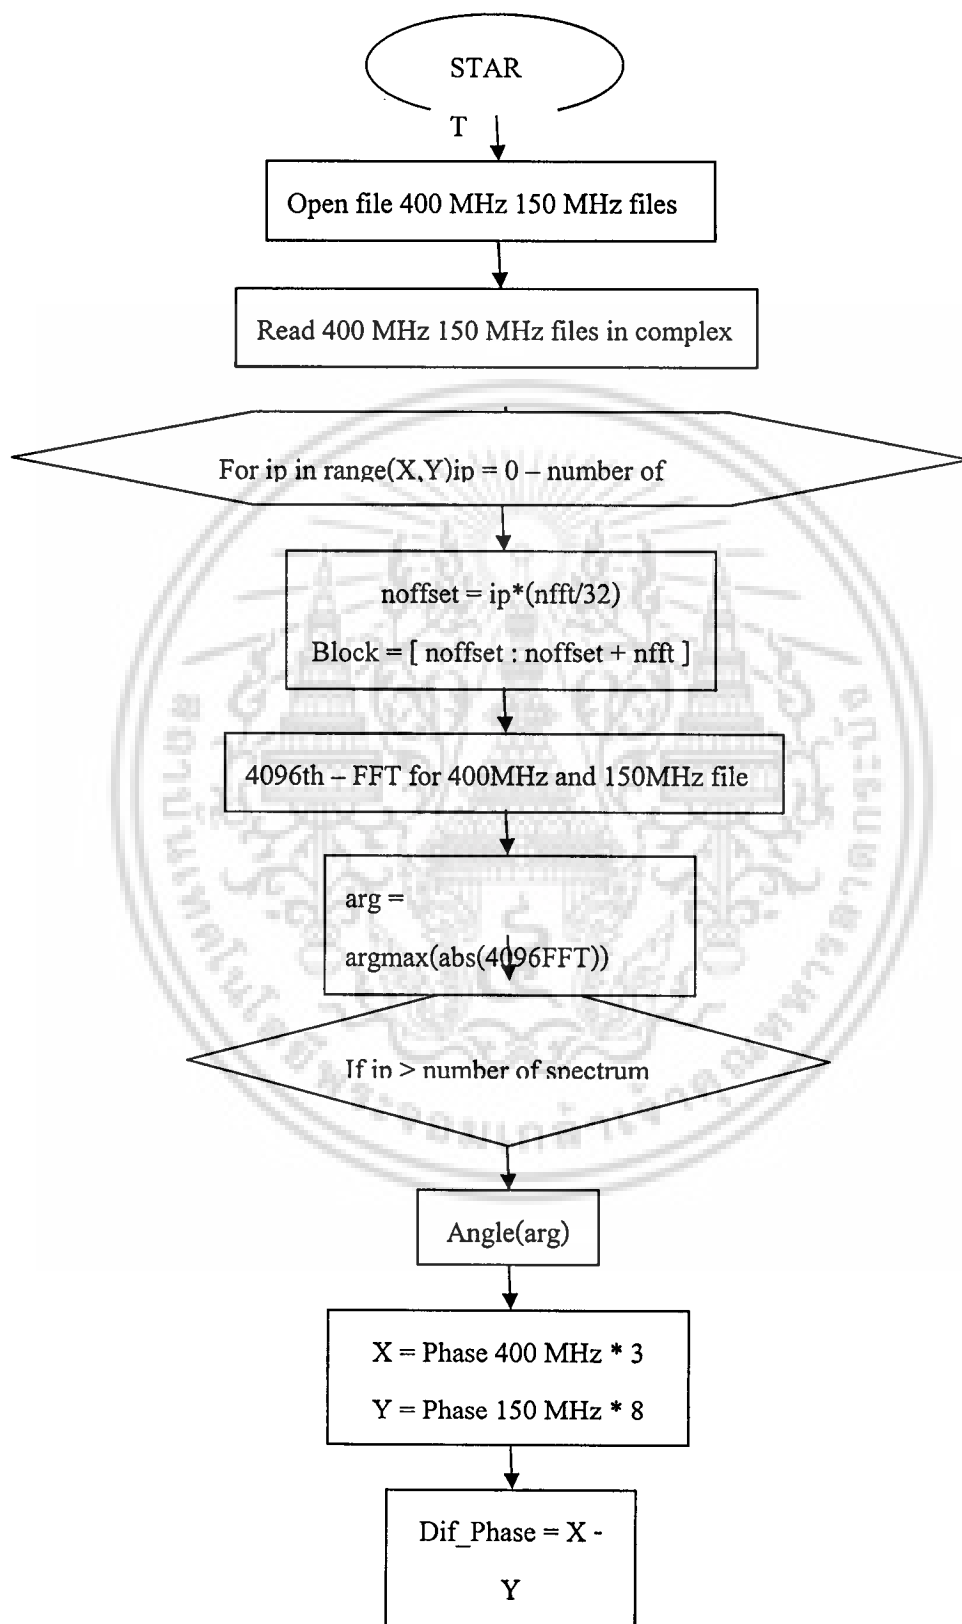 STAR
T
Open file 400 MHz 150 MHz files
Read 400 MHz 150 MHz files in complex
For ip in range(X,Y)ip = 0 – number of
noffset = ip*(nfft/32)
Block = [ noffset : noffset + nfft ]
4096th – FFT for 400MHz and 150MHz file
arg =
argmax(abs(4096FFT))
If ip > number of spectrum
Angle(arg)
X = Phase 400 MHz * 3
Y = Phase 150 MHz * 8
Dif_Phase = X -
Y